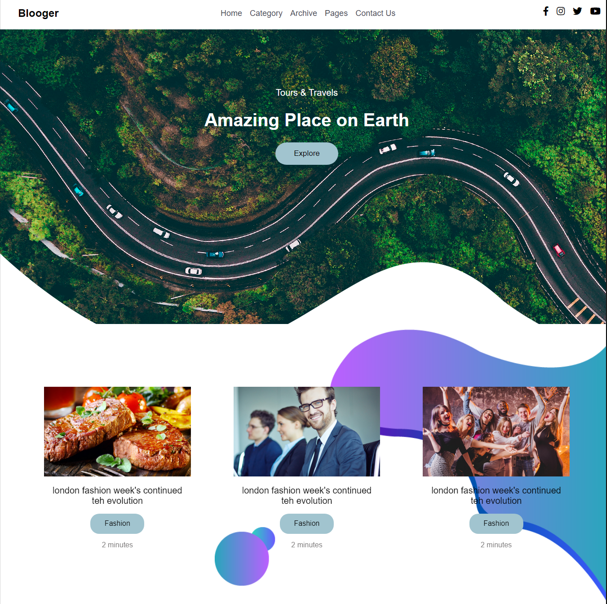 Blooger
Home Category Archive Pages Contact Us
Tours & Travels
Amazing Place on Earth
Explore
london fashion week's continued
teh evolution
Fashion
2 minutes
london fashion week's continued
teh evolution
Fashion
2 minutes
london fashion week's continued
teh evolution
Fashion
2 minutes